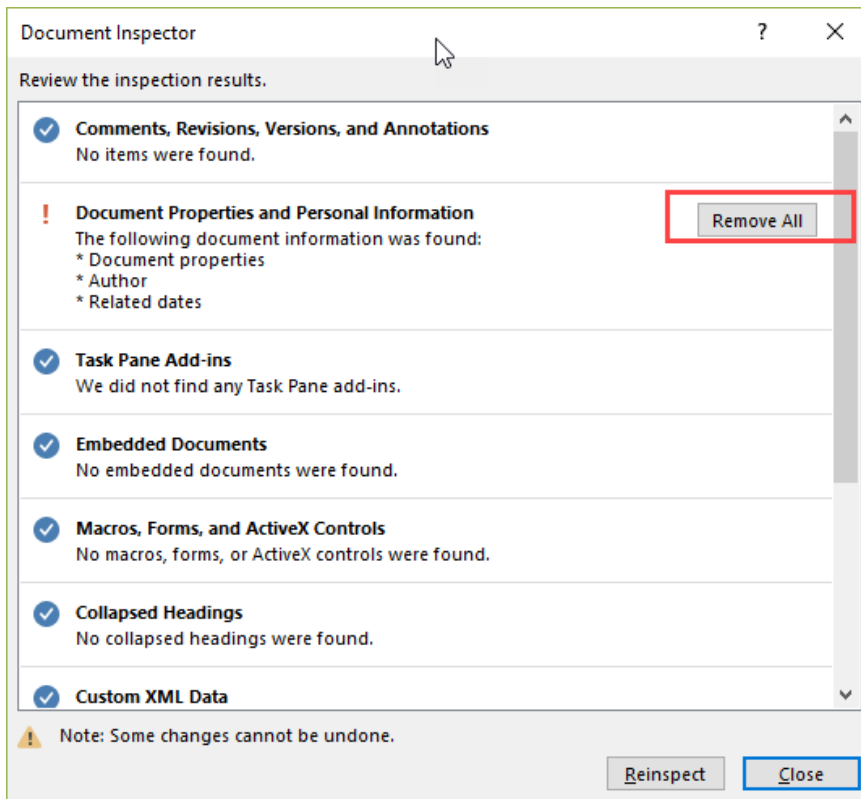 Document Inspector
?
Review the inspection results.
Comments, Revisions, Versions, and Annotations
No items were found.
!
Document Properties and Personal Information
Remove All
The following document information was found:
* Document properties
* Author
* Related dates
Task Pane Add-ins
We did not find any Task Pane add-ins.
Embedded Documents
No embedded documents were found.
Macros, Forms, and ActiveX Controls
No macros, forms, or ActiveX controls were found.
Collapsed Headings
No collapsed headings were found.
Custom XML Data
Note: Some changes cannot be undone.
Reinspect
Close